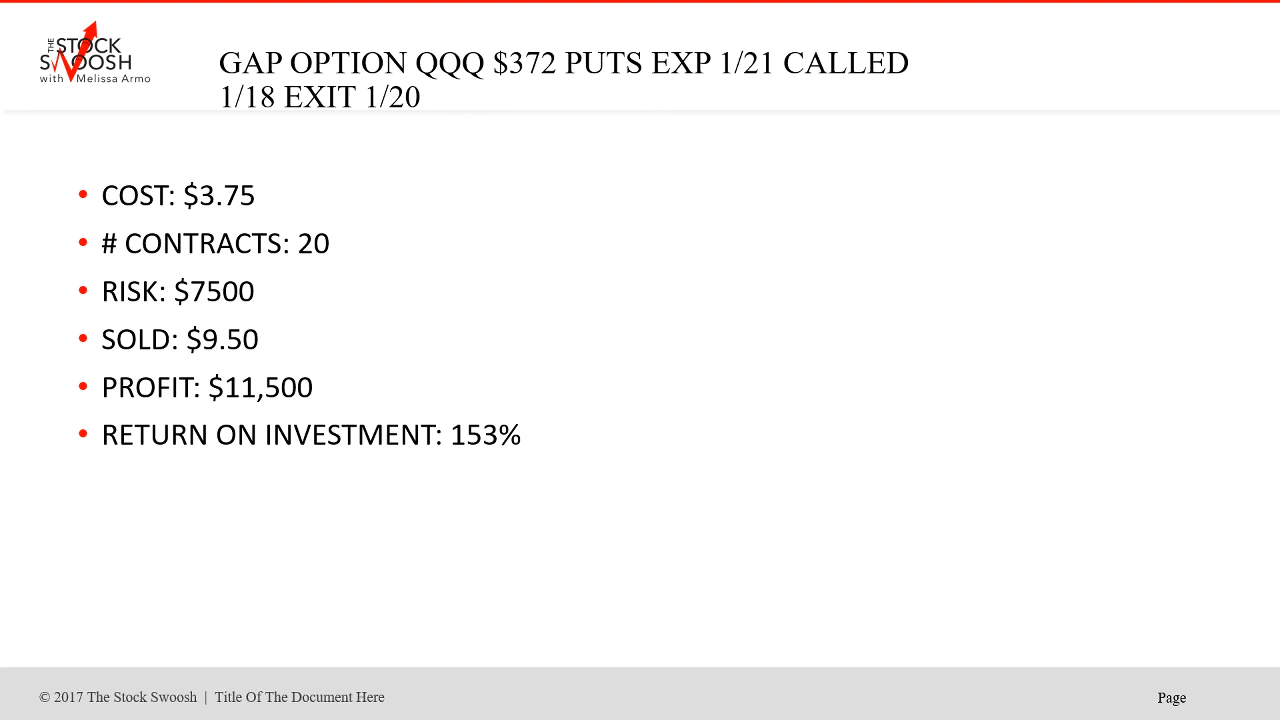 THE
STOCK
SWOOSH
with Melissa Armo
GAP OPTION QQQ $372 PUTS EXP 1/21 CALLED
1/18 EXIT 1/20
• COST: $3.75
• # CONTRACTS: 20
• RISK: $7500
• SOLD: $9.50
• PROFIT: $11,500
• RETURN ON INVESTMENT: 153%
© 2017 The Stock Swoosh | Title Of The Document Here
Page